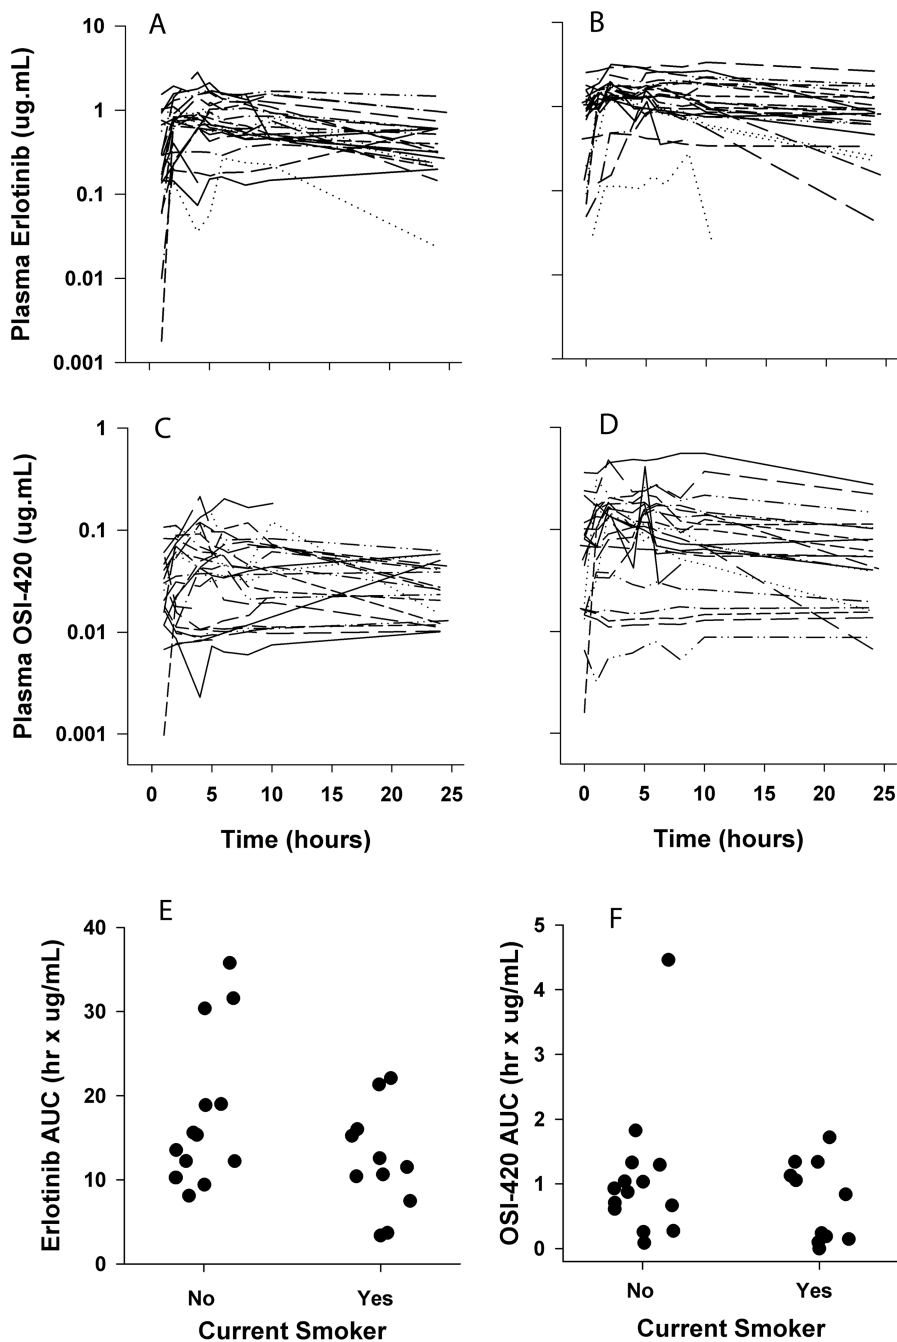 A
B
10
1
0.1
0.01
0.001
Plasma Erlotinib (ug.mL)
C
D
1
0.1
0.01
0.001
Plasma OSI-420 (ug.mL)
0 5 10 15 20 25
0 5 10 15 20 25
Time (hours)
Time (hours)
E
F
40
30
20
10
0
Erlotinib AUC (hr x ug/mL)
5
4
3
2
1
0
OSI-420 AUC (hr x ug/mL)
No Yes
No Yes
Current Smoker
Current Smoker